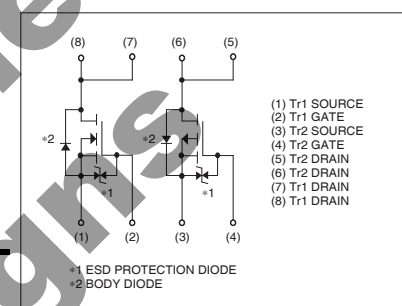 (8) (7) (6) (5)
∗2 ∗2
∗1 ∗1
(1) (2) (3) (4)
(1) Tr1 SOURCE
(2) Tr1 GATE
(3) Tr2 SOURCE
(4) Tr2 GATE
(5) Tr2 DRAIN
(6) Tr2 DRAIN
(7) Tr1 DRAIN
(8) Tr1 DRAIN
∗1 ESD PROTECTION DIODE
∗2 BODY DIODE